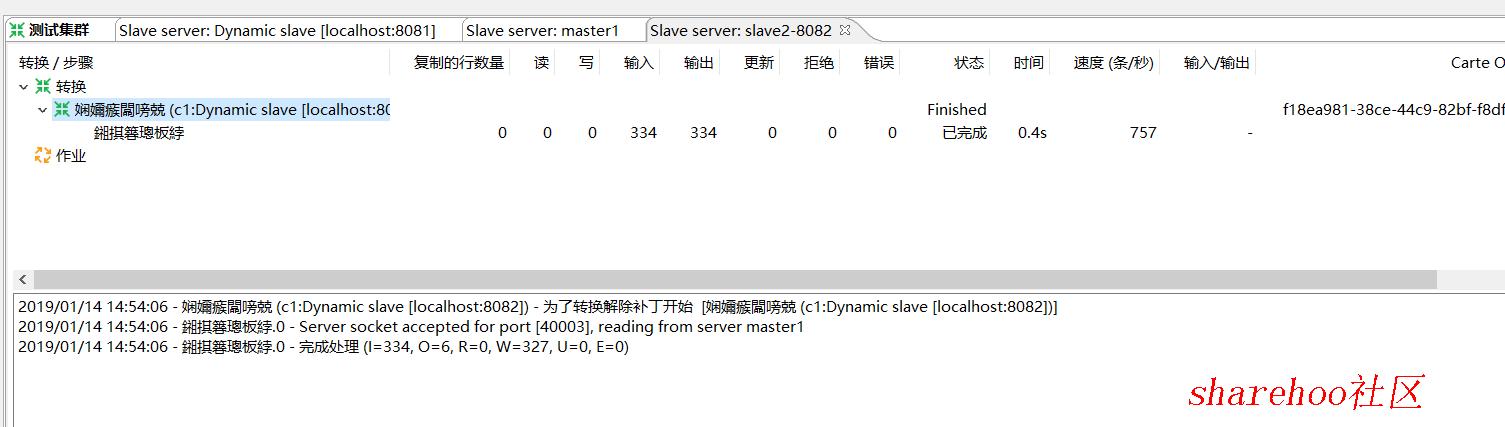 测试集群 Slave server: Dynamic slave [localhost:8081] Slave server: master1 Slave server: slave2-8082
转换 / 步骤 复制的行数量 读 写 输入 输出 更新 拒绝 错误 状态 时间 速度 (条/秒) 输入/输出 Carte O
转换
娴嬭瘯闆嗙兢 (c1:Dynamic slave [localhost:80 Finished f18ea981-38ce-44c9-82bf-f8df
鎺掑簭璁板綍 0 0 0 334 334 0 0 0 已完成 0.4s 757 -
作业
2019/01/14 14:54:06 - 娴嬭瘯闆嗙兢 (c1:Dynamic slave [localhost:8082]) - 为了转换解除补丁开始 [娴嬭瘯闆嗙兢 (c1:Dynamic slave [localhost:8082])]
2019/01/14 14:54:06 - 鎺掑簭璁板綍.0 - Server socket accepted for port [40003], reading from server master1
2019/01/14 14:54:06 - 鎺掑簭璁板綍.0 - 完成处理 (I=334, O=6, R=0, W=327, U=0, E=0)
sharehoo社区